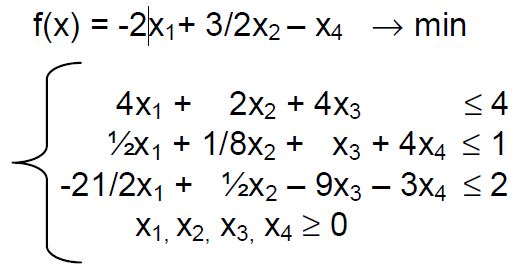 f(x) = -2x₁+ 3/2x₂ – x₄ → min
4x₁ + 2x₂ + 4x₃ ≤ 4
½x₁ + 1/8x₂ + x₃ + 4x₄ ≤ 1
-21/2x₁ + ½x₂ – 9x₃ – 3x₄ ≤ 2
x₁, x₂, x₃, x₄ ≥ 0